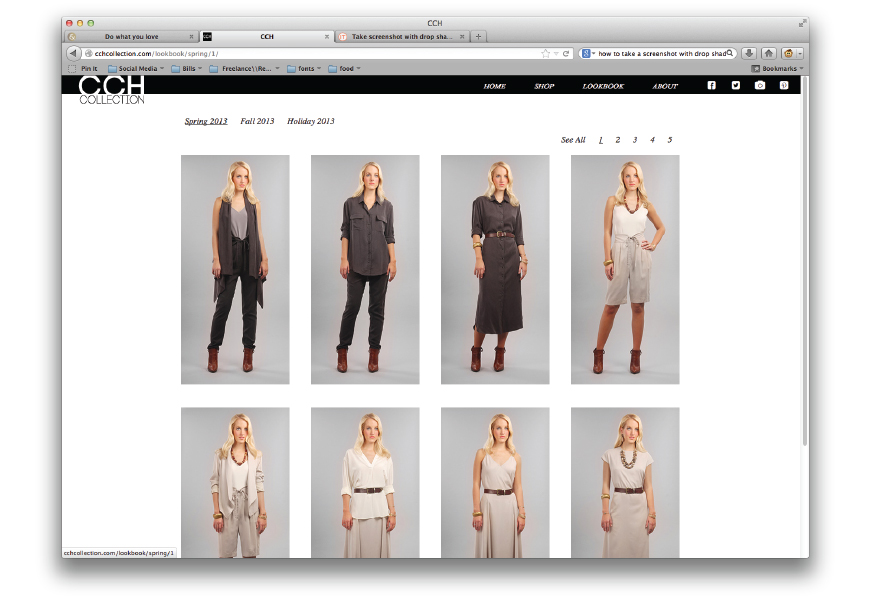 CCH
Do what you love
CCH
Take screenshot with drop sha...
cchcollection.com/lookbook/spring/1/
how to take a screenshot with drop shad
Pin It Social Media Bills Freelance\\Re... fonts food Bookmarks
CCH
COLLECTION
HOME SHOP LOOKBOOK ABOUT
Spring 2013 Fall 2013 Holiday 2013
See All 1 2 3 4 5
cchcollection.com/lookbook/spring/1